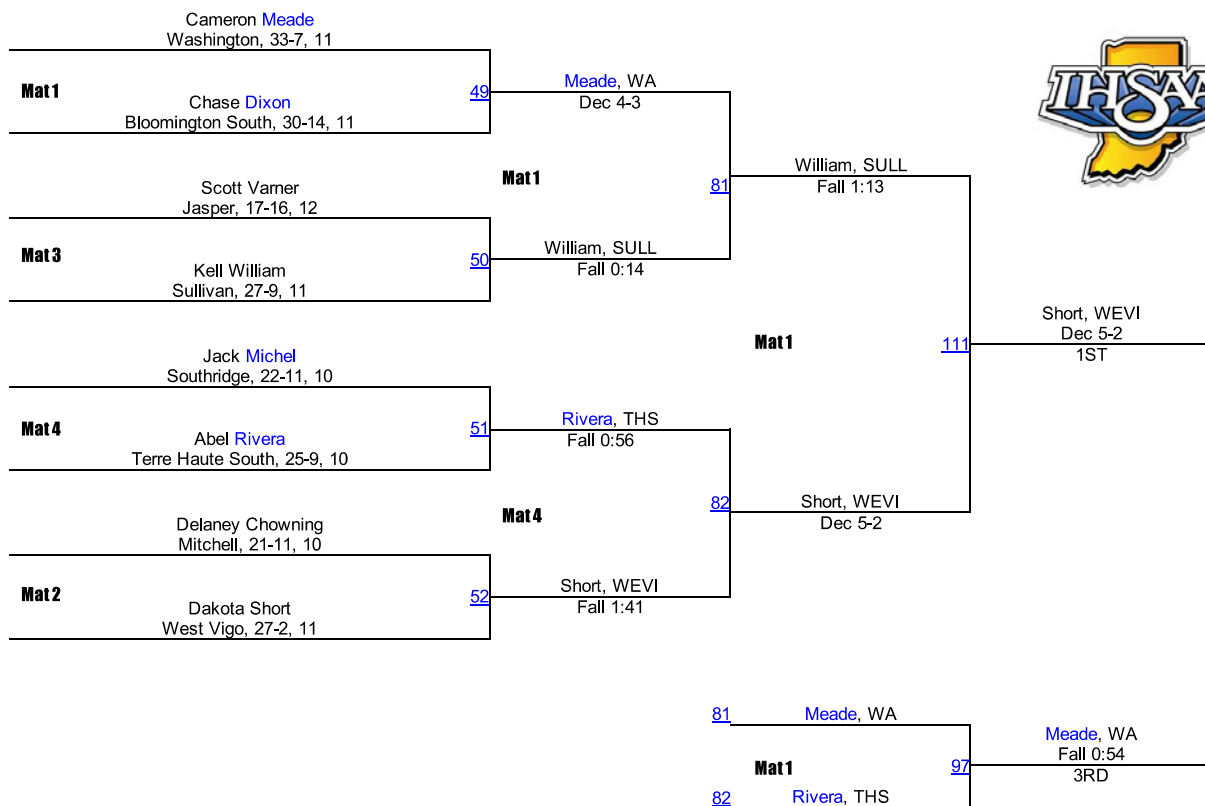 Cameron Meade
Washington, 33-7, 11
Mat 1
49
Chase Dixon
Bloomington South, 30-14, 11
Meade, WA
Dec 4-3
Mat 1
81
Scott Varner
Jasper, 17-16, 12
Mat 3
50
Kell William
Sullivan, 27-9, 11
William, SULL
Fall 0:14
William, SULL
Fall 1:13
IHSAA
Mat 1
111
Short, WEVI
Dec 5-2
1ST
Jack Michel
Southridge, 22-11, 10
Mat 4
51
Abel Rivera
Terre Haute South, 25-9, 10
Rivera, THS
Fall 0:56
Mat 4
82
Short, WEVI
Dec 5-2
Delaney Chowning
Mitchell, 21-11, 10
Mat 2
52
Dakota Short
West Vigo, 27-2, 11
Short, WEVI
Fall 1:41
81
Meade, WA
Mat 1
97
82
Rivera, THS
Meade, WA
Fall 0:54
3RD